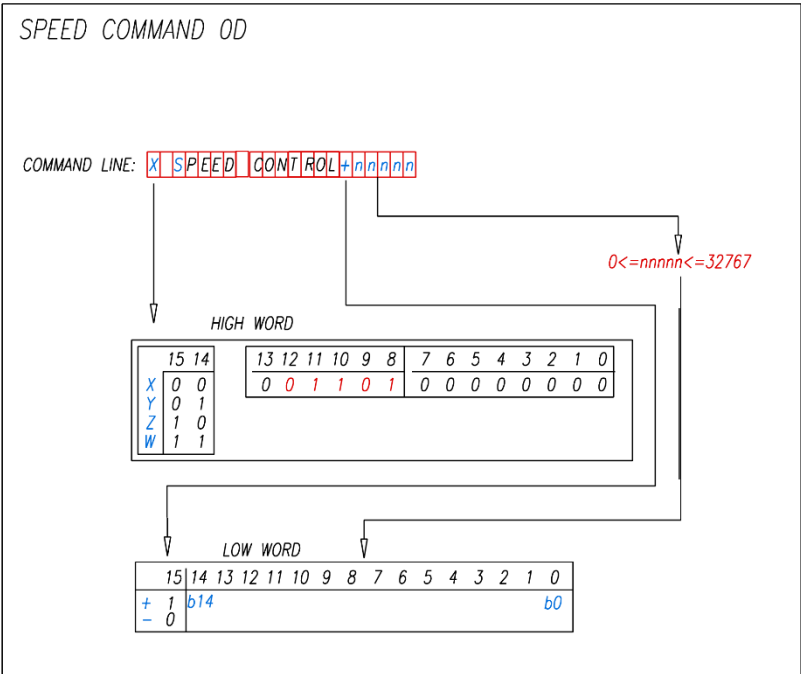 SPEED COMMAND 0D
COMMAND LINE: X SPEED CONTROL+nnnnn
0<=nnnnn<=32767
HIGH WORD
15 14 13 12 11 10 9 8 7 6 5 4 3 2 1 0
X 0 0 0 0 1 1 0 1 0 0 0 0 0 0 0 0
Y 0 1
Z 1 0
W 1 1
LOW WORD
15 14 13 12 11 10 9 8 7 6 5 4 3 2 1 0
+ 1 b14 b0
- 0